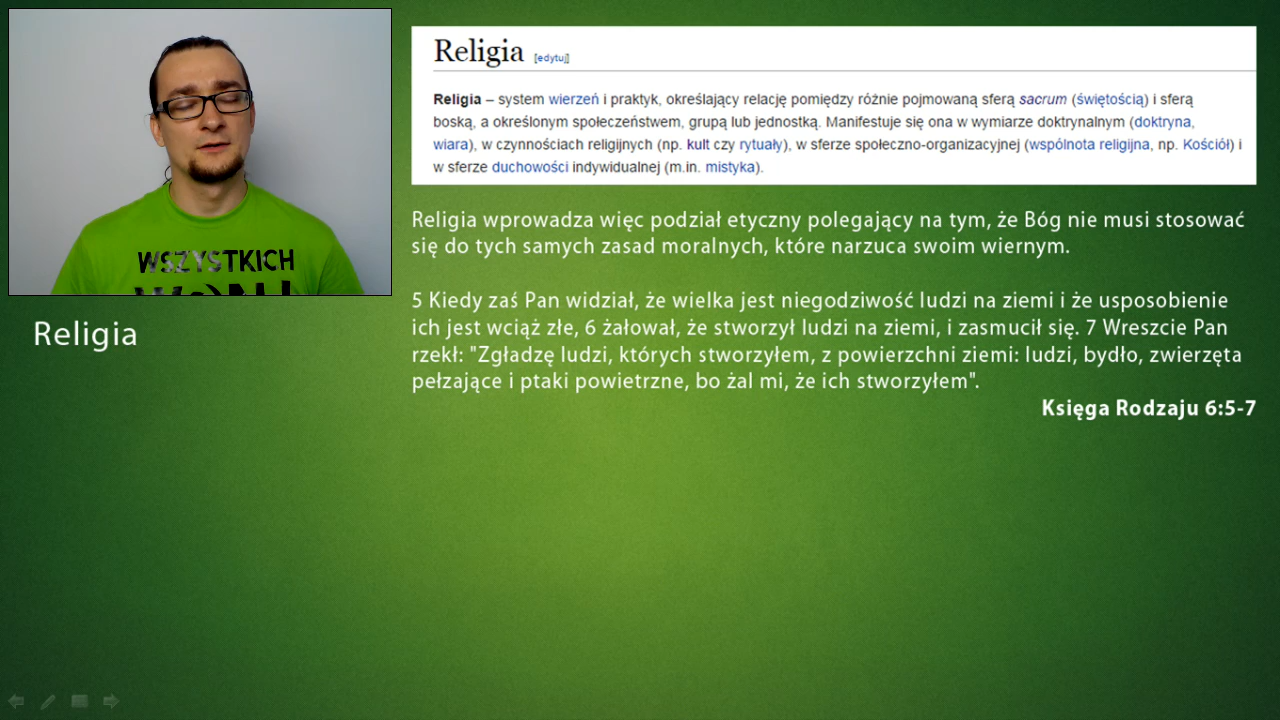 WSZYSTKICH
Religia
Religia [edytuj]
Religia – system wierzeń i praktyk, określający relację pomiędzy różnie pojmowaną sferą sacrum (świętością) i sferą
boską, a określonym społeczeństwem, grupą lub jednostką. Manifestuje się ona w wymiarze doktrynalnym (doktryna,
wiara), w czynnościach religijnych (np. kult czy rytuały), w sferze społeczno-organizacyjnej (wspólnota religijna, np. Kościół) i
w sferze duchowości indywidualnej (m.in. mistyka).
Religia wprowadza więc podział etyczny polegający na tym, że Bóg nie musi stosować
się do tych samych zasad moralnych, które narzuca swoim wiernym.
5 Kiedy zaś Pan widział, że wielka jest niegodziwość ludzi na ziemi i że usposobienie
ich jest wciąż złe, 6 żałował, że stworzył ludzi na ziemi, i zasmucił się. 7 Wreszcie Pan
rzekł: "Zgładzę ludzi, których stworzyłem, z powierzchni ziemi: ludzi, bydło, zwierzęta
pełzające i ptaki powietrzne, bo żal mi, że ich stworzyłem".
Księga Rodzaju 6:5-7